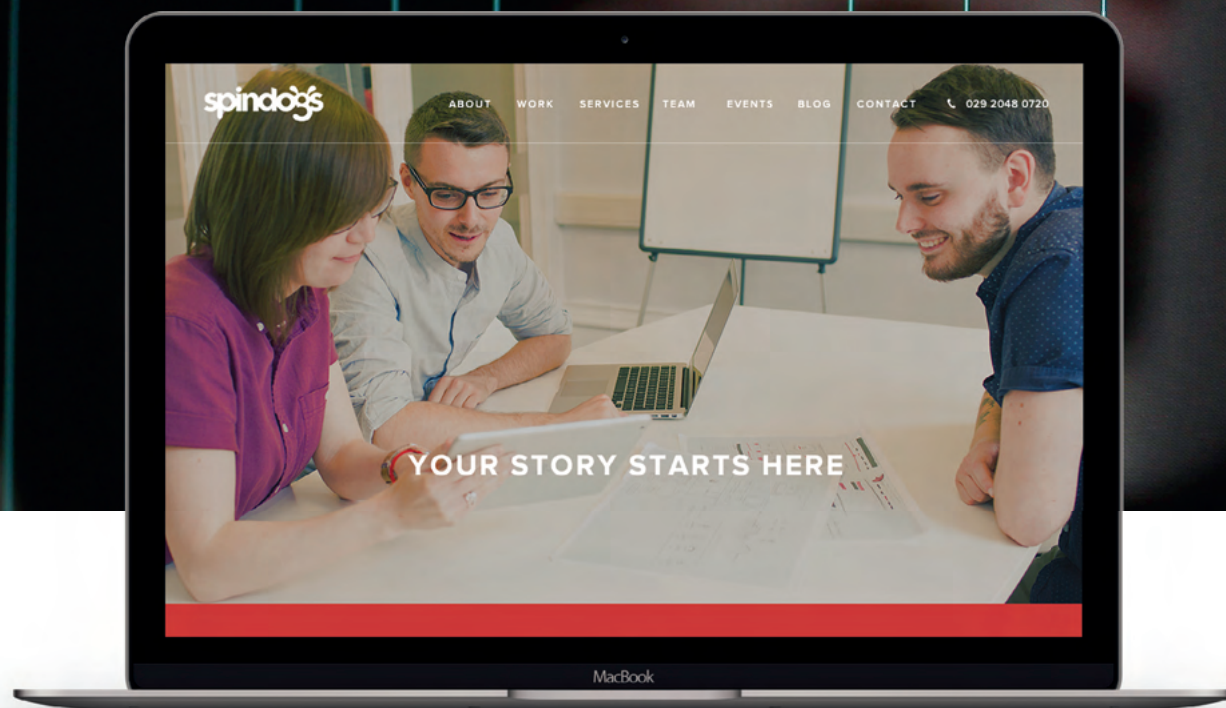 spindogs
ABOUT WORK SERVICES TEAM EVENTS BLOG CONTACT 029 2048 0720
YOUR STORY STARTS HERE
MacBook